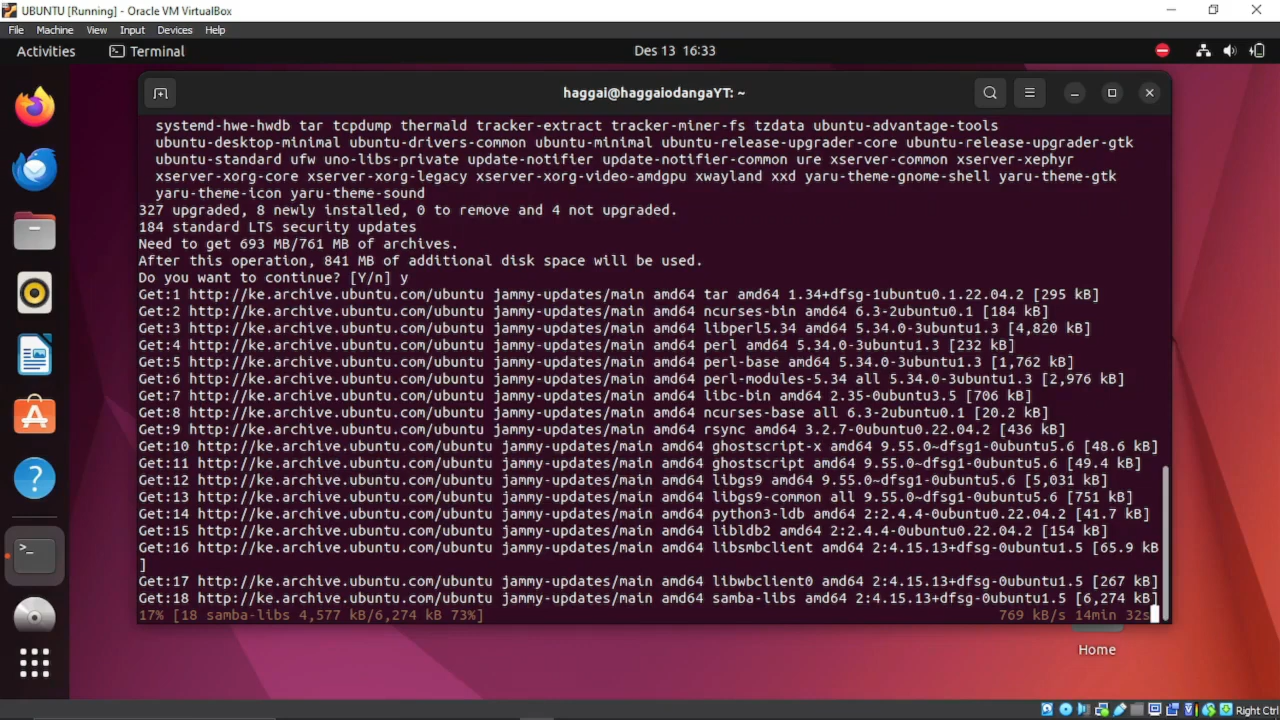 UBUNTU [Running] - Oracle VM VirtualBox
File Machine View Input Devices Help
Activities Terminal Des 13 16:33
haggai@haggaiodangaYT: ~
systemd-hwe-hwdb tar tcpdump thermald tracker-extract tracker-miner-fs tzdata ubuntu-advantage-tools
ubuntu-desktop-minimal ubuntu-drivers-common ubuntu-minimal ubuntu-release-upgrader-core ubuntu-release-upgrader-gtk
ubuntu-standard ufw uno-libs-private update-notifier update-notifier-common ure xserver-common xserver-xephyr
xserver-xorg-core xserver-xorg-legacy xserver-xorg-video-amdgpu xwayland xxd yaru-theme-gnome-shell yaru-theme-gtk
yaru-theme-icon yaru-theme-sound
327 upgraded, 8 newly installed, 0 to remove and 4 not upgraded.
184 standard LTS security updates
Need to get 693 MB/761 MB of archives.
After this operation, 841 MB of additional disk space will be used.
Do you want to continue? [Y/n] y
Get:1 http://ke.archive.ubuntu.com/ubuntu jammy-updates/main amd64 tar amd64 1.34+dfsg-1ubuntu0.1.22.04.2 [295 kB]
Get:2 http://ke.archive.ubuntu.com/ubuntu jammy-updates/main amd64 ncurses-bin amd64 6.3-2ubuntu0.1 [184 kB]
Get:3 http://ke.archive.ubuntu.com/ubuntu jammy-updates/main amd64 libperl5.34 amd64 5.34.0-3ubuntu1.3 [4,820 kB]
Get:4 http://ke.archive.ubuntu.com/ubuntu jammy-updates/main amd64 perl amd64 5.34.0-3ubuntu1.3 [232 kB]
Get:5 http://ke.archive.ubuntu.com/ubuntu jammy-updates/main amd64 perl-base amd64 5.34.0-3ubuntu1.3 [1,762 kB]
Get:6 http://ke.archive.ubuntu.com/ubuntu jammy-updates/main amd64 perl-modules-5.34 all 5.34.0-3ubuntu1.3 [2,976 kB]
Get:7 http://ke.archive.ubuntu.com/ubuntu jammy-updates/main amd64 libc-bin amd64 2.35-0ubuntu3.5 [706 kB]
Get:8 http://ke.archive.ubuntu.com/ubuntu jammy-updates/main amd64 ncurses-base all 6.3-2ubuntu0.1 [20.2 kB]
Get:9 http://ke.archive.ubuntu.com/ubuntu jammy-updates/main amd64 rsync amd64 3.2.7-0ubuntu0.22.04.2 [436 kB]
Get:10 http://ke.archive.ubuntu.com/ubuntu jammy-updates/main amd64 ghostscript-x amd64 9.55.0~dfsg1-0ubuntu5.6 [48.6 kB]
Get:11 http://ke.archive.ubuntu.com/ubuntu jammy-updates/main amd64 ghostscript amd64 9.55.0~dfsg1-0ubuntu5.6 [49.4 kB]
Get:12 http://ke.archive.ubuntu.com/ubuntu jammy-updates/main amd64 libgs9 amd64 9.55.0~dfsg1-0ubuntu5.6 [5,031 kB]
Get:13 http://ke.archive.ubuntu.com/ubuntu jammy-updates/main amd64 libgs9-common all 9.55.0~dfsg1-0ubuntu5.6 [751 kB]
Get:14 http://ke.archive.ubuntu.com/ubuntu jammy-updates/main amd64 python3-ldb amd64 2:2.4.4-0ubuntu0.22.04.2 [41.7 kB]
Get:15 http://ke.archive.ubuntu.com/ubuntu jammy-updates/main amd64 libldb2 amd64 2:2.4.4-0ubuntu0.22.04.2 [154 kB]
Get:16 http://ke.archive.ubuntu.com/ubuntu jammy-updates/main amd64 libsmbclient amd64 2:4.15.13+dfsg-0ubuntu1.5 [65.9 kB
]
Get:17 http://ke.archive.ubuntu.com/ubuntu jammy-updates/main amd64 libwbclient0 amd64 2:4.15.13+dfsg-0ubuntu1.5 [267 kB]
Get:18 http://ke.archive.ubuntu.com/ubuntu jammy-updates/main amd64 samba-libs amd64 2:4.15.13+dfsg-0ubuntu1.5 [6,274 kB]
17% [18 samba-libs 4,577 kB/6,274 kB 73%] 769 kB/s 14min 32s
Home
Right Ctrl